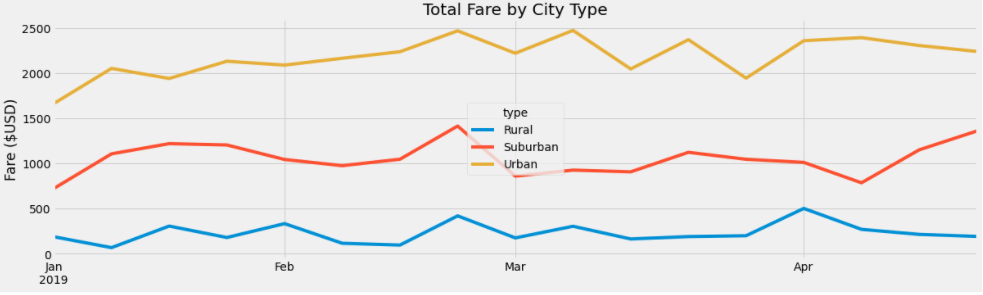 Total Fare by City Type
Fare ($USD)
2500
2000
1500
1000
500
0
type
Rural
Suburban
Urban
Jan
2019
Feb
Mar
Apr